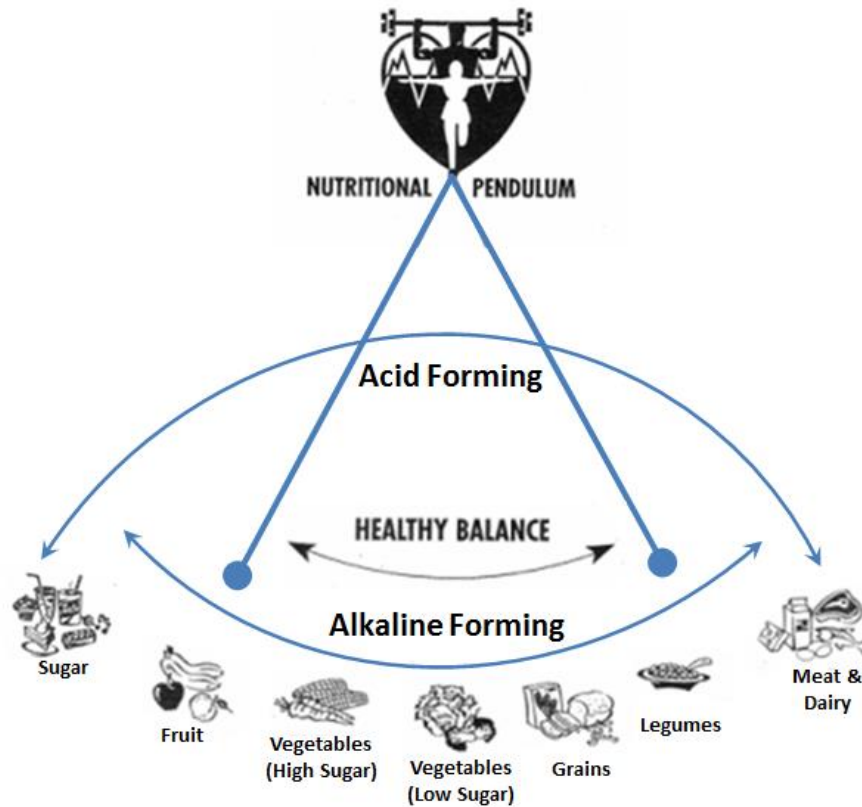 NUTRITIONAL PENDULUM
Acid Forming
HEALTHY BALANCE
Alkaline Forming
Sugar
Fruit
Vegetables
(High Sugar)
Vegetables
(Low Sugar)
Grains
Legumes
Meat &
Dairy